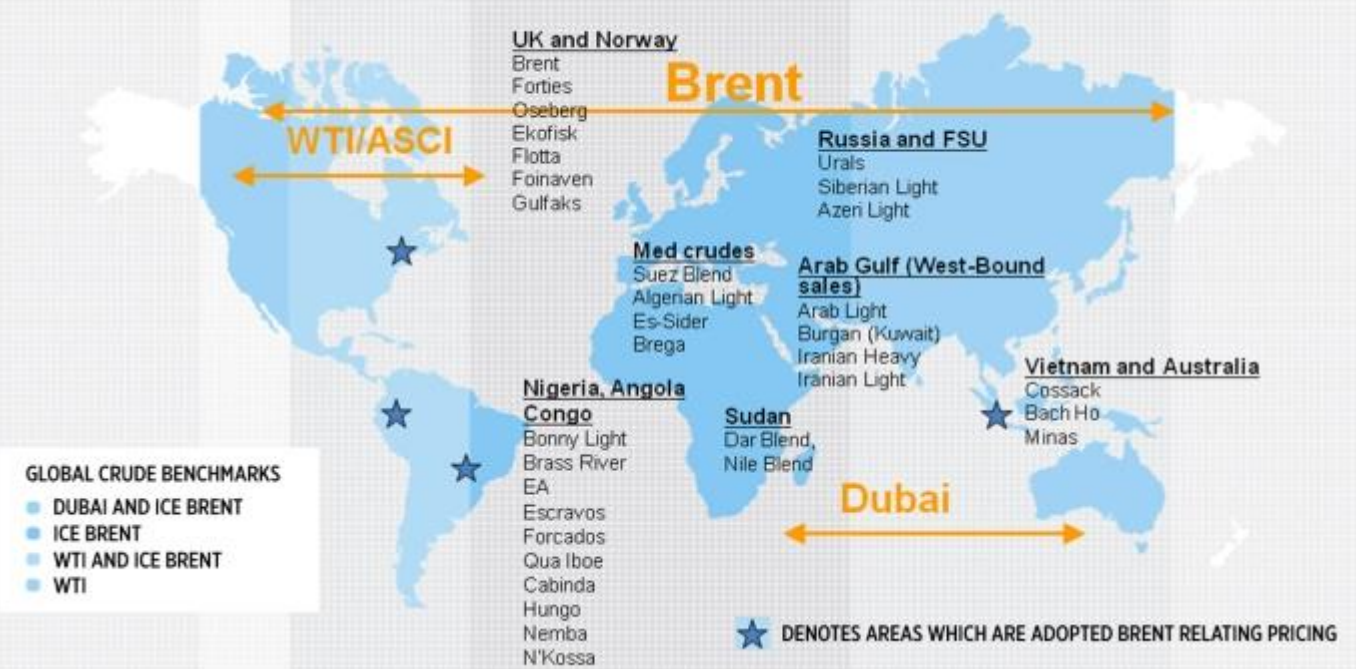 UK and Norway
Brent
Forties
Oseberg
Ekofisk
Flotta
Foinaven
Gulfaks
Brent
WTI/ASCI
Russia and FSU
Urals
Siberian Light
Azeri Light
Med crudes
Suez Blend
Algerian Light
Es-Sider
Brega
Arab Gulf (West-Bound
sales)
Arab Light
Burgan (Kuwait)
Iranian Heavy
Iranian Light
Vietnam and Australia
Cossack
Bach Ho
Minas
Nigeria, Angola
Congo
Bonny Light
Brass River
EA
Escravos
Forcados
Qua Iboe
Cabinda
Hungo
Nemba
N'Kossa
Sudan
Dar Blend,
Nile Blend
Dubai
GLOBAL CRUDE BENCHMARKS
DUBAI AND ICE BRENT
ICE BRENT
WTI AND ICE BRENT
WTI
DENOTES AREAS WHICH ARE ADOPTED BRENT RELATING PRICING